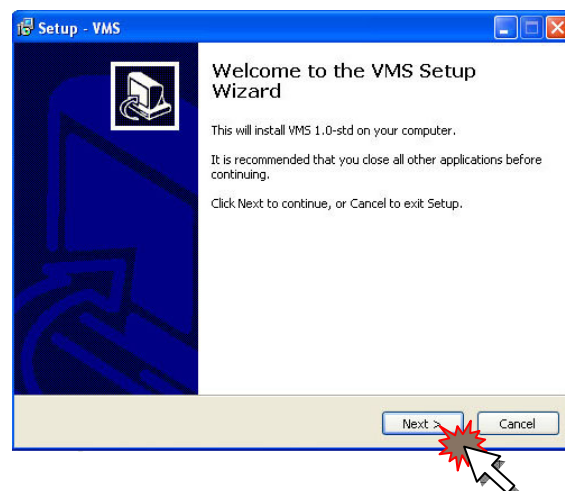 Setup - VMS
Welcome to the VMS Setup
Wizard
This will install VMS 1.0-std on your computer.
It is recommended that you close all other applications before
continuing.
Click Next to continue, or Cancel to exit Setup.
Next >
Cancel